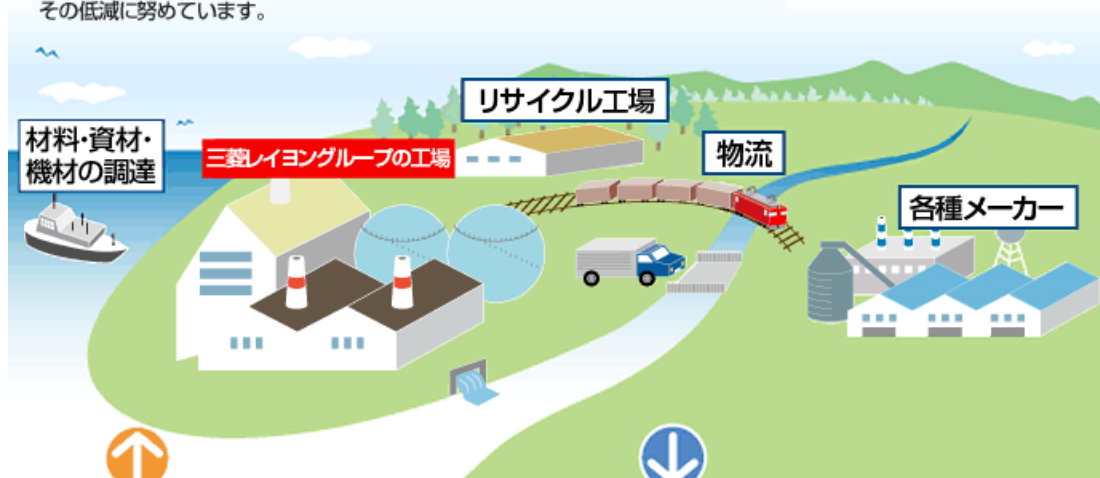 その低減に努めています。
リサイクル工場
材料・資材・
機材の調達
三菱レイヨングループの工場
物流
各種メーカー